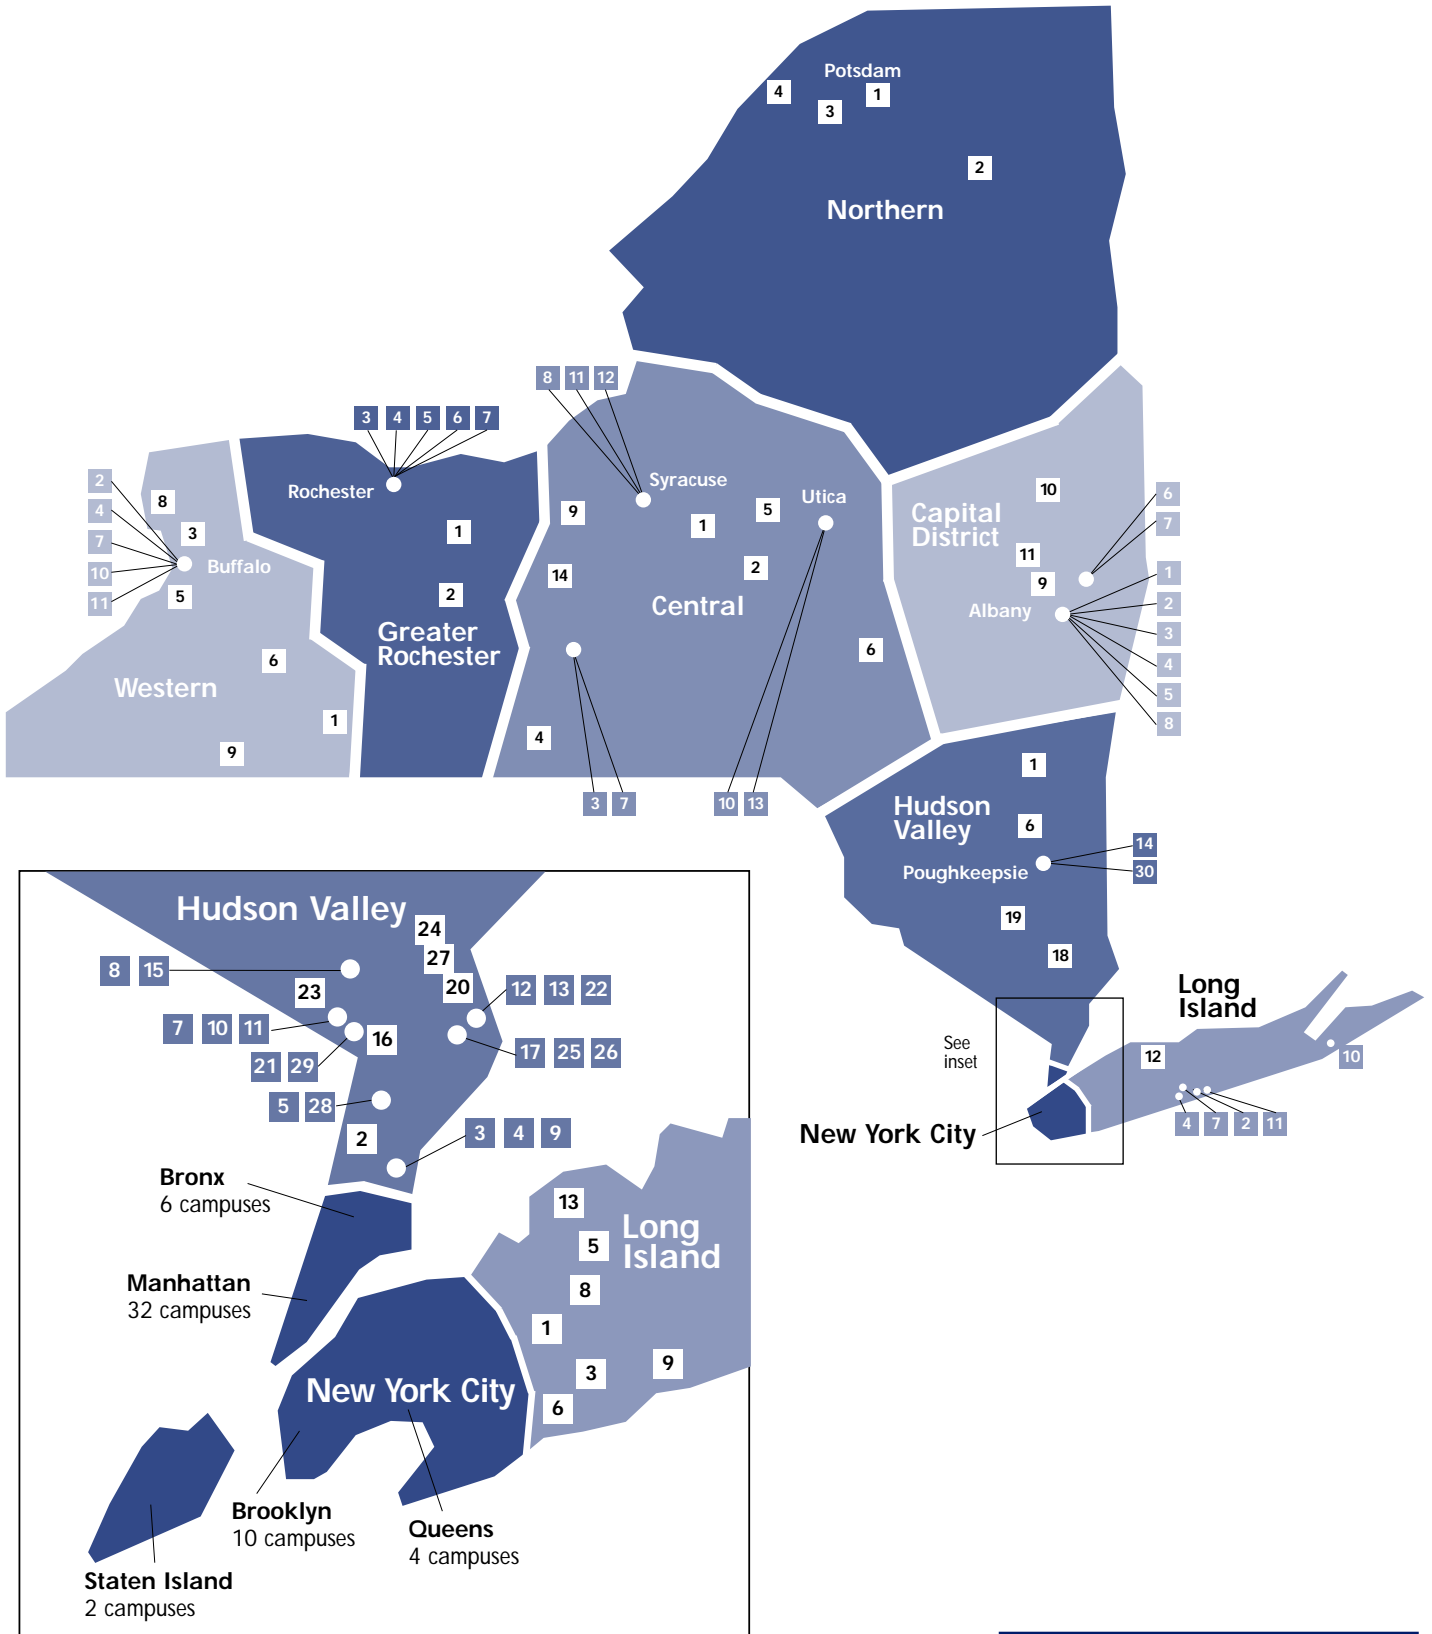 Potsdam
4
1
3
2
Northern
8 11 12
3 4 5 6 7
Syracuse
Rochester
Utica
2
4
7
10
11
8
3
Buffalo
5
6
Western
1
9
1
2
Greater
Rochester
9
1
5
14
2
Central
6
4
3 7
10 13
10
Capital
District
11
9
Albany
6
7
1
2
3
4
5
8
1
Hudson
Valley
6
Poughkeepsie
14
30
19
18
Long
Island
See
inset
12
10
4 7 2 11
New York City
Hudson Valley
24
27
8 15
23
20
12 13 22
7 10 11
16
21 29
17 25 26
5 28
2
3 4 9
Bronx
6 campuses
Manhattan
32 campuses
13
Long
Island
5
8
1
3
9
6
New York City
Brooklyn
10 campuses
Queens
4 campuses
Staten Island
2 campuses